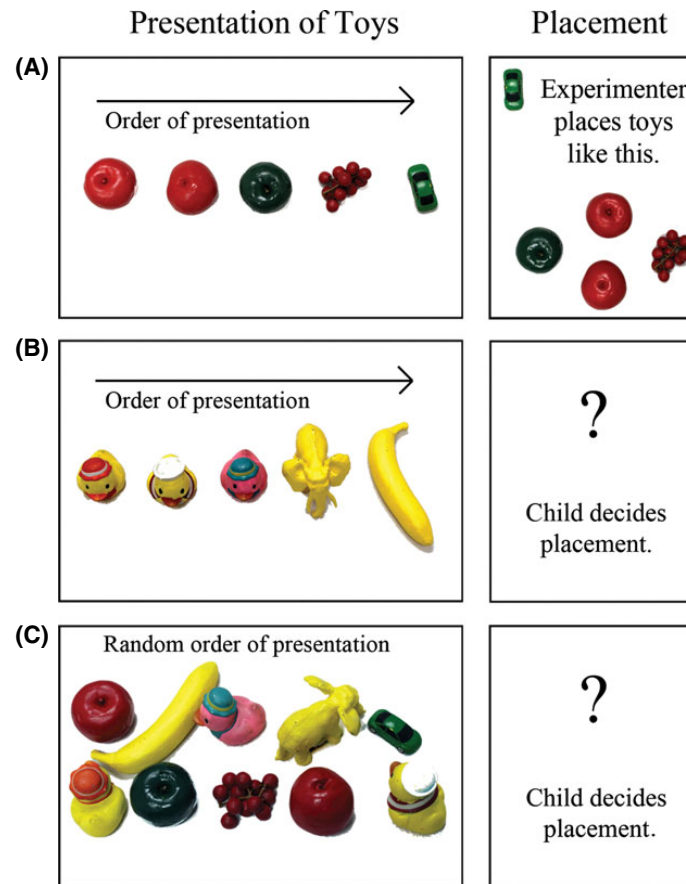 Presentation of Toys
Placement
(A)
Order of presentation
Experimenter
places toys
like this.
(B)
Order of presentation
?
Child decides
placement.
(C)
Random order of presentation
?
Child decides
placement.